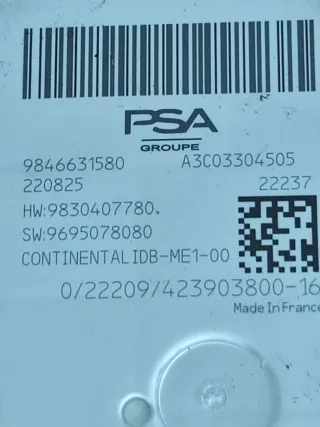 PSA
GROUPE
9846631580 A3C03304505
220825 22237
HW:9830407780.
SW:9695078080
CONTINENTALIDB-ME1-00
0/22209/423903800-16
Made in France